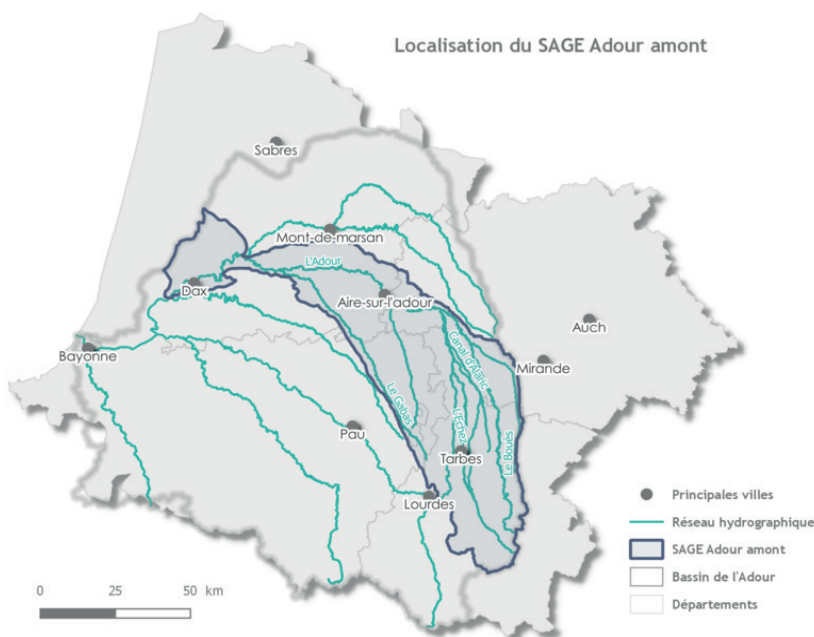 Localisation du SAGE Adour amont
Sabres
Mont-de-marsan
L'Adour
Dax
Aire-sur-l'adour
Auch
Bayonne
Canal d'Alaric
Mirande
Le Gabas
L'Echez
Pau
Tarbes
Le Bouès
Lourdes
Principales villes
Réseau hydrographique
SAGE Adour amont
Bassin de l'Adour
Départements
0 25 50 km